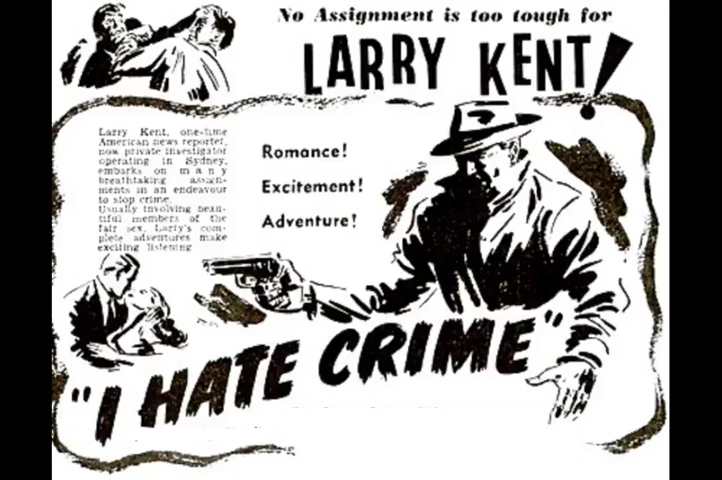 No Assignment is too tough for
LARRY KENT!
Larry Kent, one-time
American news reporter,
now private investigator
operating in Sydney,
embarks on many
breathtaking assign-
ments in an endeavour
to stop crime.
Usually involving beau-
tiful members of the
fair sex, Larry's com-
plete adventures make
exciting listening
Romance!
Excitement!
Adventure!
"I HATE CRIME"